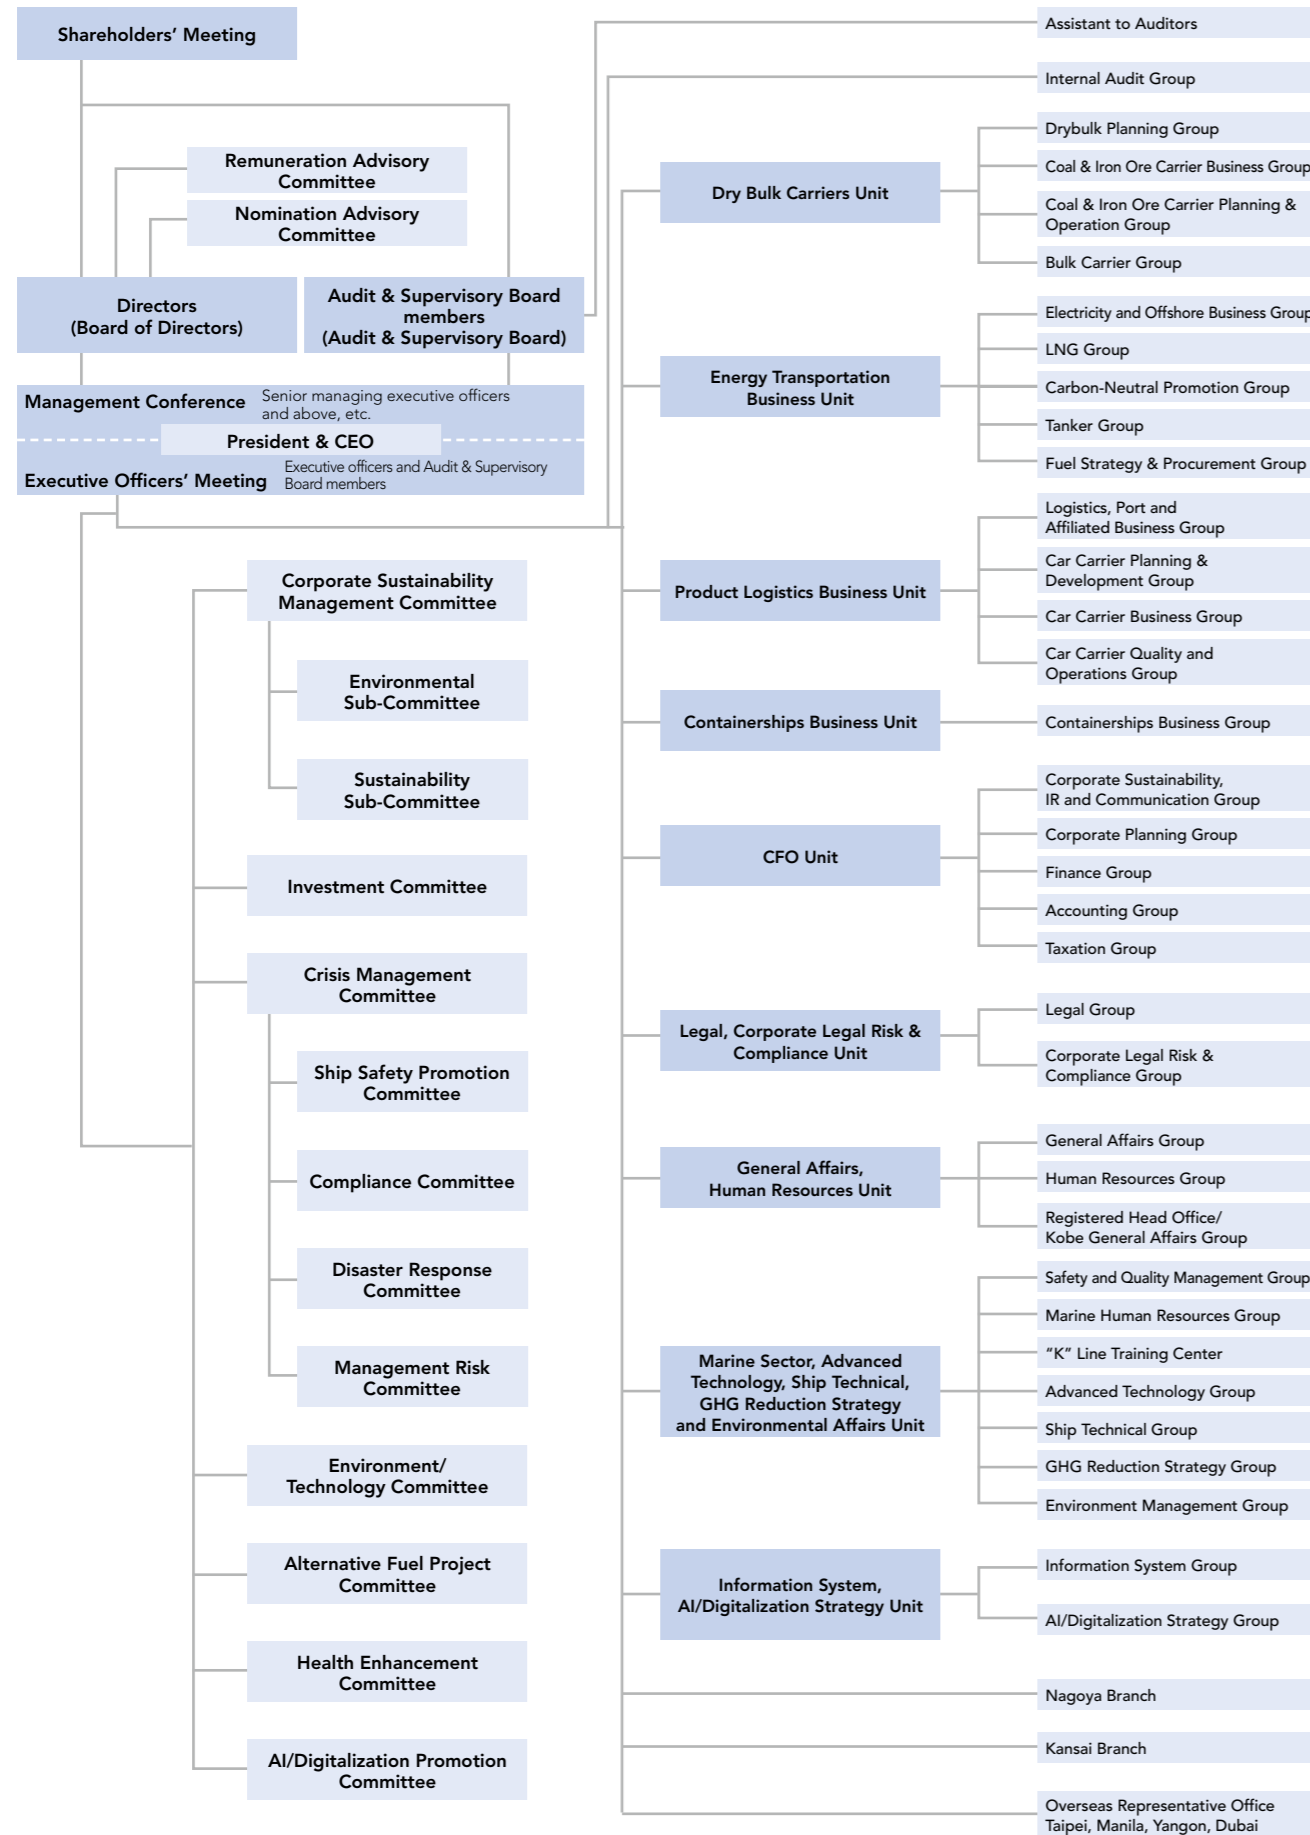 Shareholders' Meeting
Remuneration Advisory
Committee
Nomination Advisory
Committee
Directors
(Board of Directors)
Audit & Supervisory Board
members
(Audit & Supervisory Board)
Management Conference
Senior managing executive officers
and above, etc.
President & CEO
Executive Officers' Meeting
Executive officers and Audit & Supervisory
Board members
Corporate Sustainability
Management Committee
Environmental
Sub-Committee
Sustainability
Sub-Committee
Investment Committee
Crisis Management
Committee
Ship Safety Promotion
Committee
Compliance Committee
Disaster Response
Committee
Management Risk
Committee
Environment/
Technology Committee
Alternative Fuel Project
Committee
Health Enhancement
Committee
AI/Digitalization Promotion
Committee
Assistant to Auditors
Internal Audit Group
Dry Bulk Carriers Unit
Drybulk Planning Group
Coal & Iron Ore Carrier Business Group
Coal & Iron Ore Carrier Planning &
Operation Group
Bulk Carrier Group
Energy Transportation
Business Unit
Electricity and Offshore Business Group
LNG Group
Carbon-Neutral Promotion Group
Tanker Group
Fuel Strategy & Procurement Group
Product Logistics Business Unit
Logistics, Port and
Affiliated Business Group
Car Carrier Planning &
Development Group
Car Carrier Business Group
Car Carrier Quality and
Operations Group
Containerships Business Unit
Containerships Business Group
CFO Unit
Corporate Sustainability,
IR and Communication Group
Corporate Planning Group
Finance Group
Accounting Group
Taxation Group
Legal, Corporate Legal Risk &
Compliance Unit
Legal Group
Corporate Legal Risk &
Compliance Group
General Affairs,
Human Resources Unit
General Affairs Group
Human Resources Group
Registered Head Office/
Kobe General Affairs Group
Marine Sector, Advanced
Technology, Ship Technical,
GHG Reduction Strategy
and Environmental Affairs Unit
Safety and Quality Management Group
Marine Human Resources Group
"K" Line Training Center
Advanced Technology Group
Ship Technical Group
GHG Reduction Strategy Group
Environment Management Group
Information System,
AI/Digitalization Strategy Unit
Information System Group
AI/Digitalization Strategy Group
Nagoya Branch
Kansai Branch
Overseas Representative Office
Taipei, Manila, Yangon, Dubai